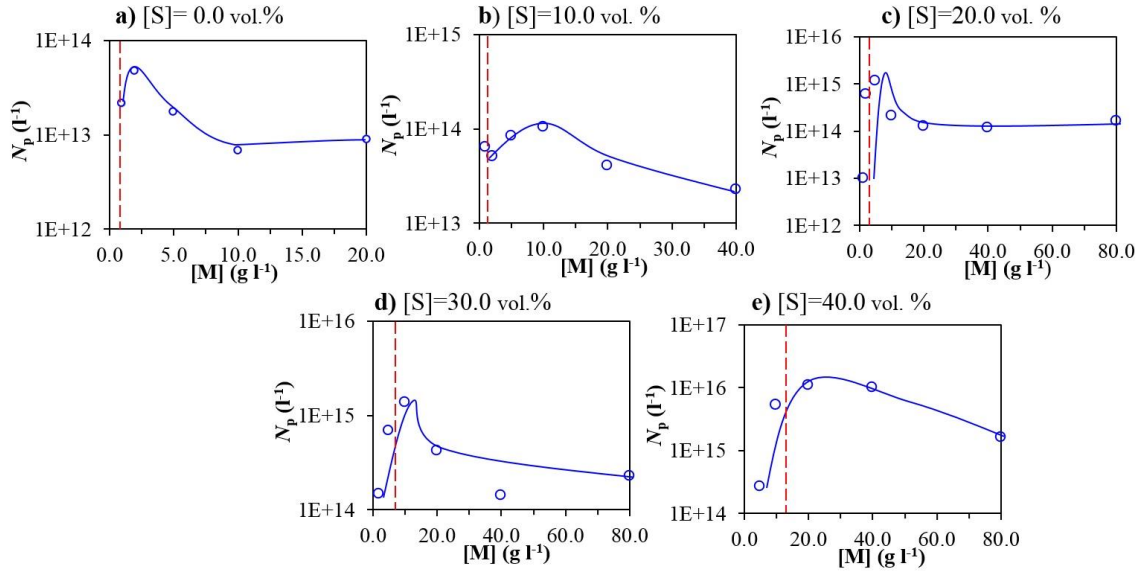 a) [S]= 0.0 vol.%
1E+14
1E+13
1E+12
Np (l-1)
0.0 5.0 10.0 15.0 20.0
[M] (g l-1)
b) [S]=10.0 vol. %
1E+15
1E+14
1E+13
Np (l-1)
0.0 10.0 20.0 30.0 40.0
[M] (g l-1)
c) [S]=20.0 vol. %
1E+16
1E+15
1E+14
1E+13
1E+12
Np (l-1)
0.0 20.0 40.0 60.0 80.0
[M] (g l-1)
d) [S]=30.0 vol.%
1E+16
1E+15
1E+14
Np (l-1)
0.0 20.0 40.0 60.0 80.0
[M] (g l-1)
e) [S]=40.0 vol. %
1E+17
1E+16
1E+15
1E+14
Np (l-1)
0.0 20.0 40.0 60.0 80.0
[M] (g l-1)